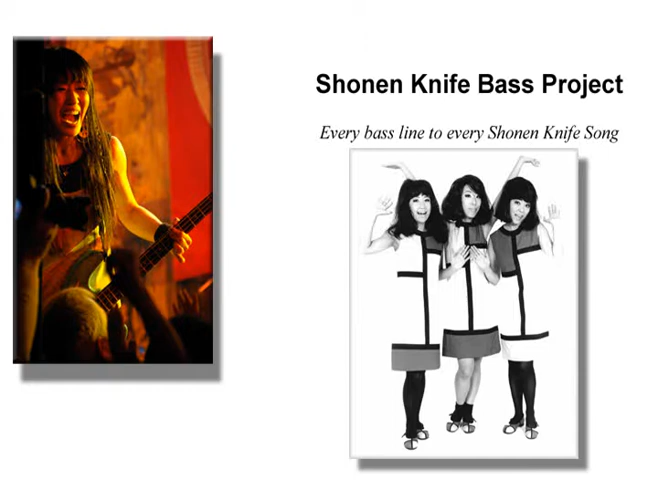 Shonen Knife Bass Project
Every bass line to every Shonen Knife Song